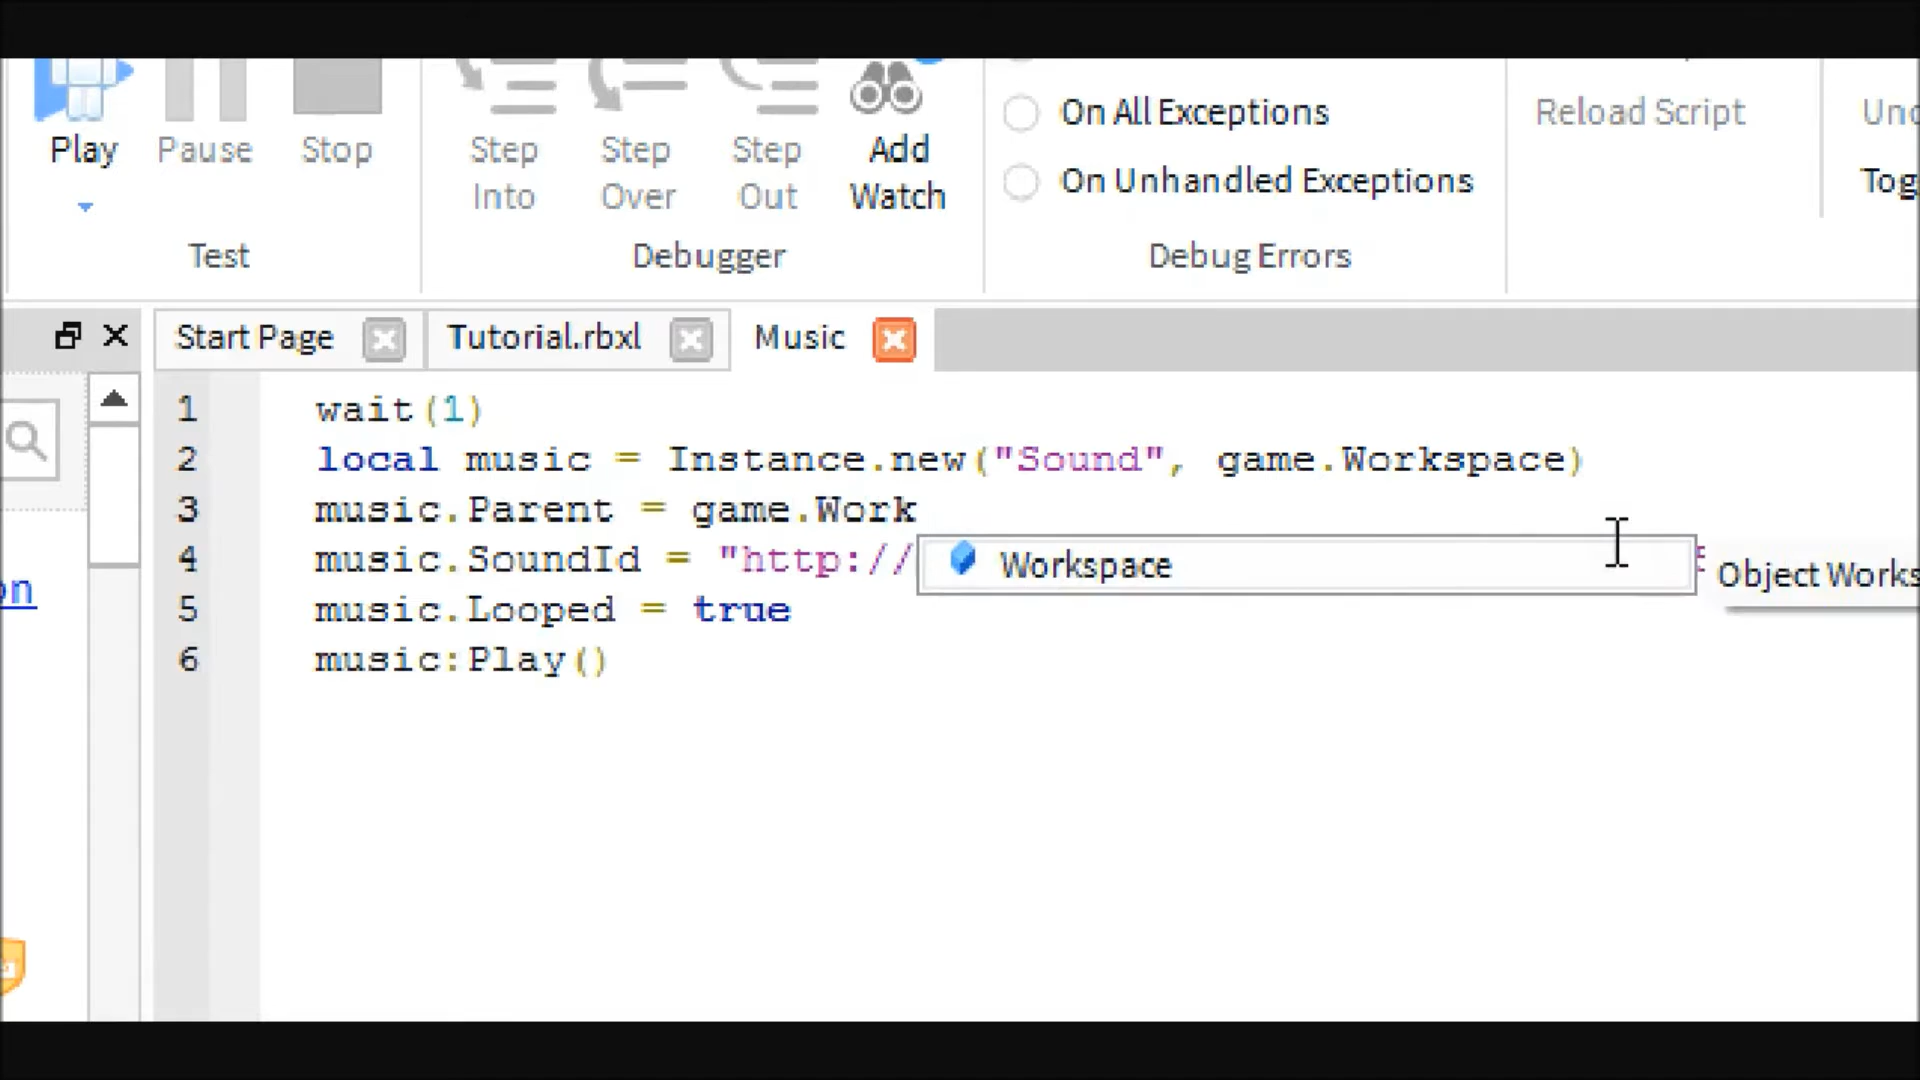 Play Pause Stop
Step Into
Step Over
Step Out
Add Watch
On All Exceptions
On Unhandled Exceptions
Reload Script
Test
Debugger
Debug Errors
Start Page
Tutorial.rbxl
Music
1 wait(1)
2 local music = Instance.new("Sound", game.Workspace)
3 music.Parent = game.Work
4 music.SoundId = "http://
Workspace
Object Works
5 music.Looped = true
6 music:Play()